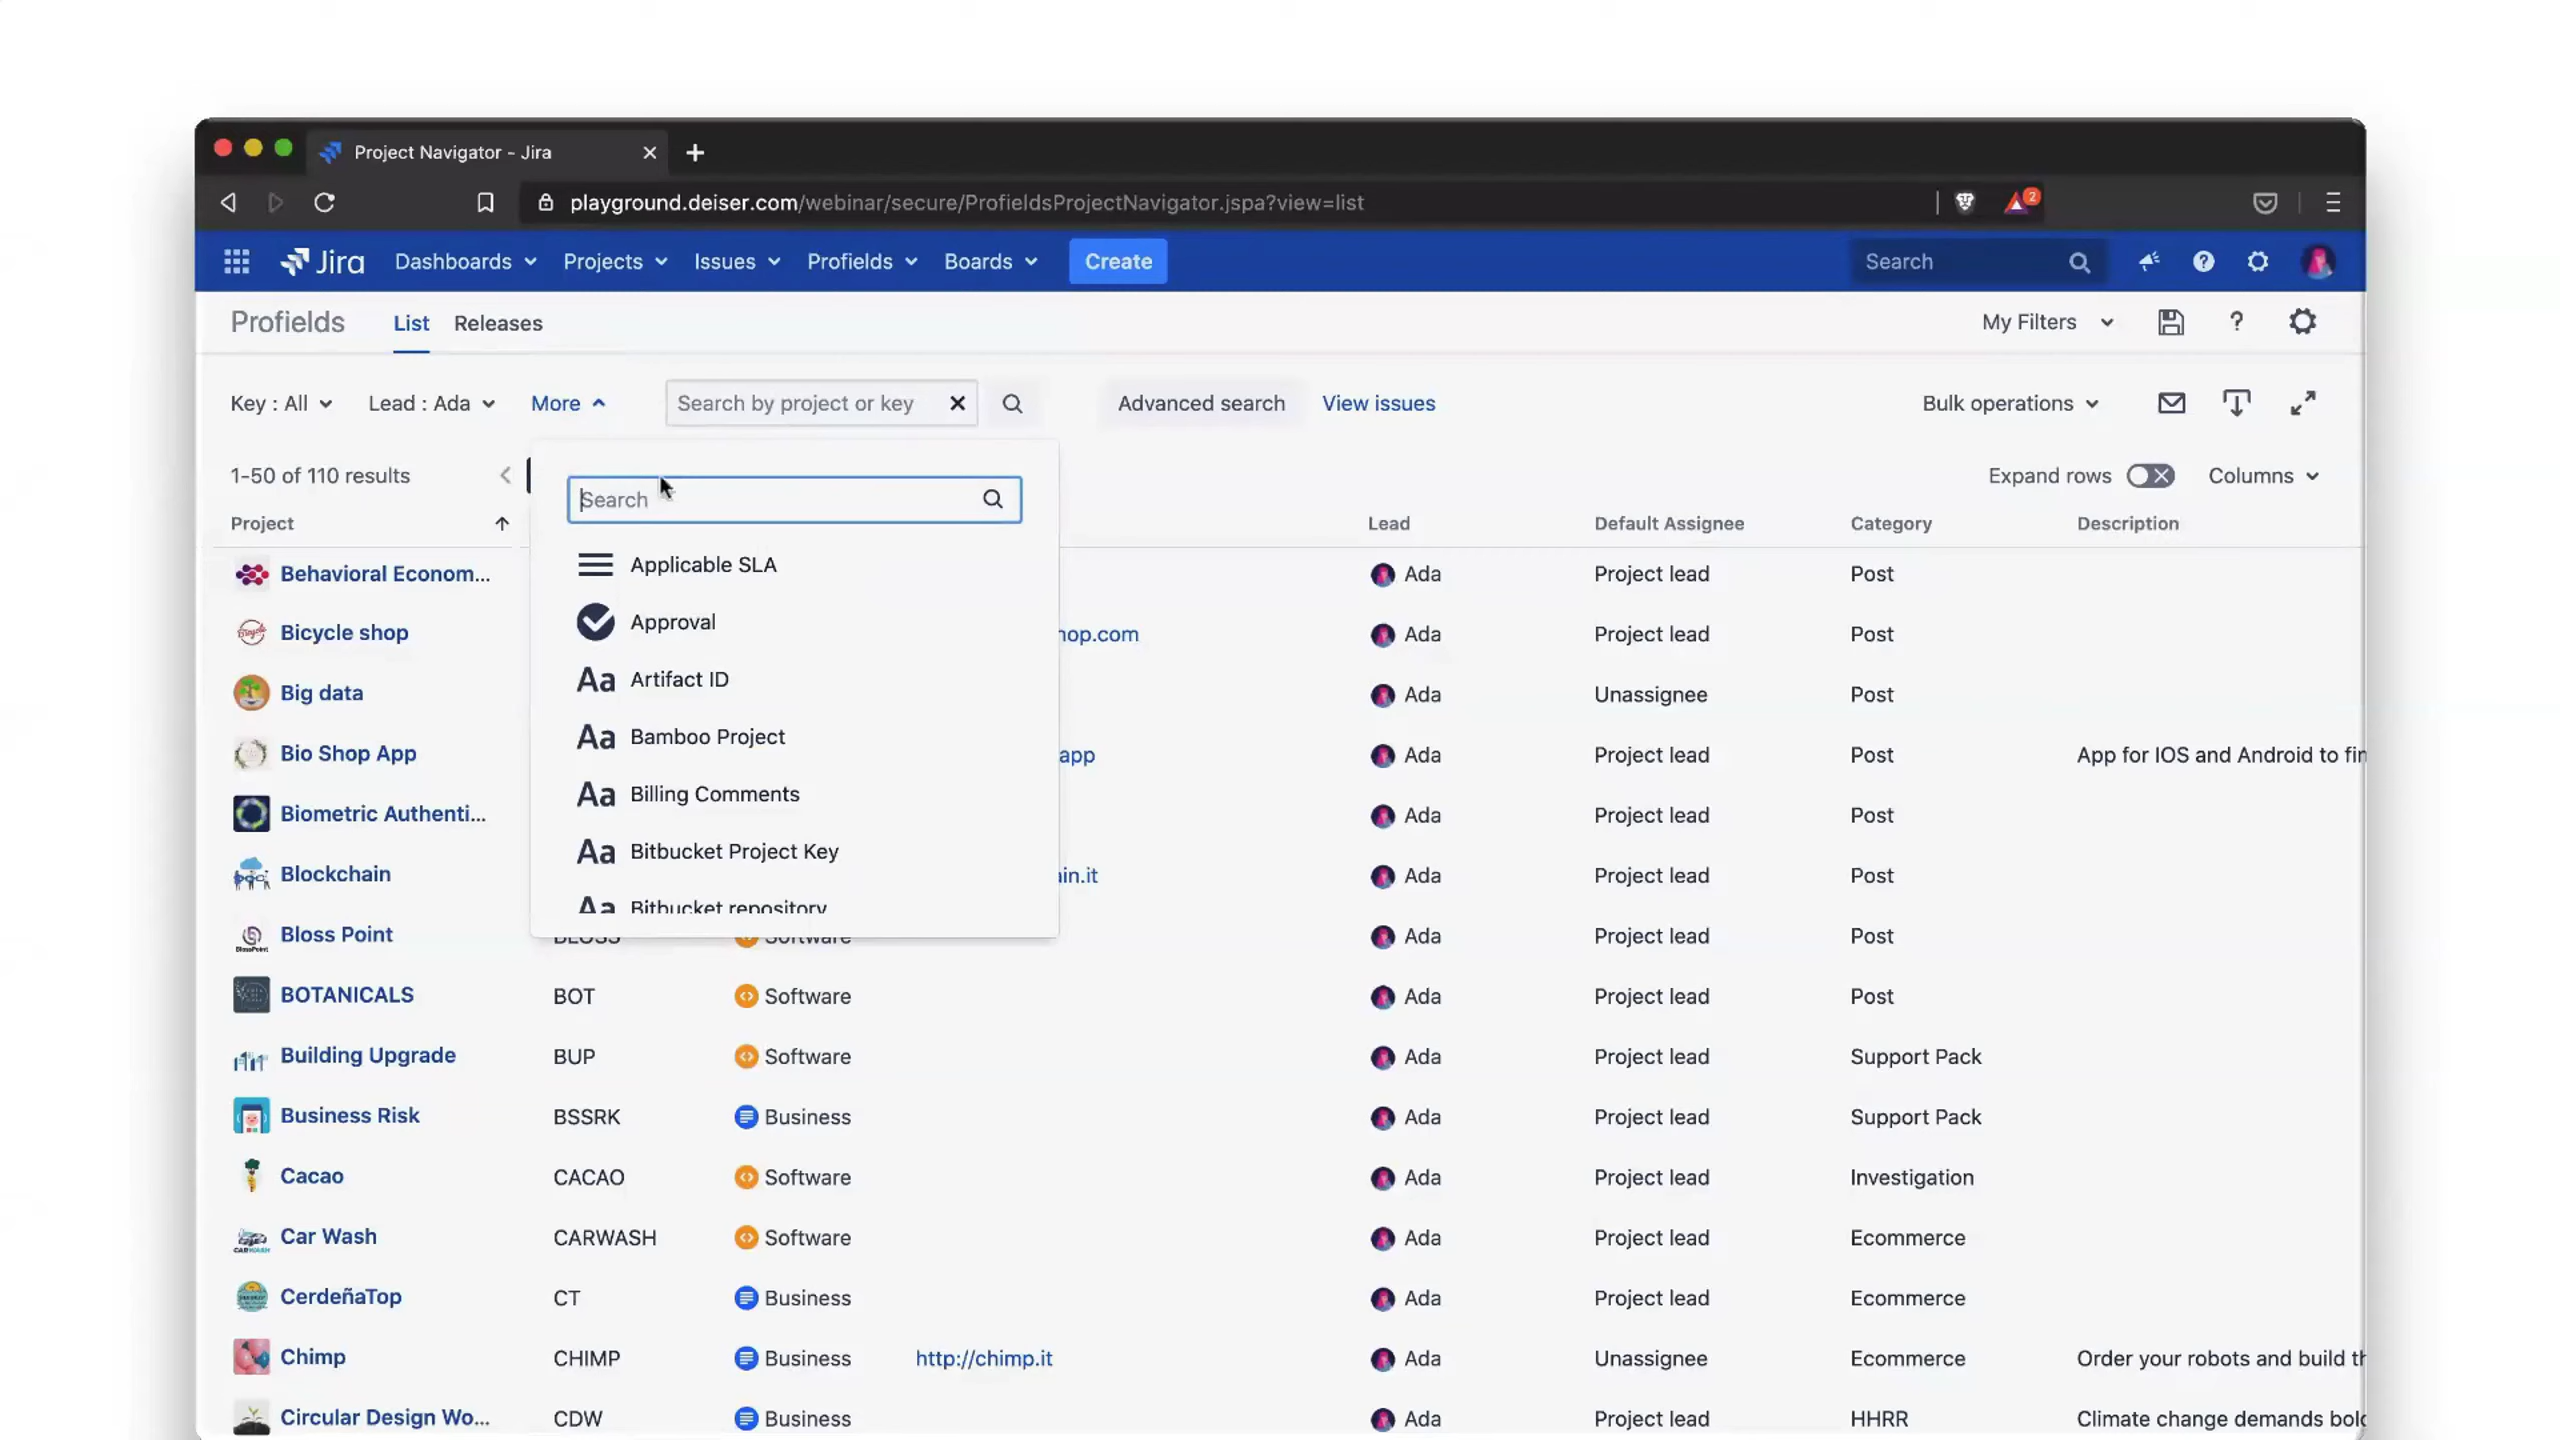 Project Navigator - Jira
playground.deiser.com/webinar/secure/ProfieldsProjectNavigator.jspa?view=list
2
Jira Dashboards Projects Issues Profields Boards Create Search
Profields List Releases My Filters
Key : All Lead : Ada More Search by project or key Advanced search View issues Bulk operations
1-50 of 110 results Expand rows Columns
Search
Project Lead Default Assignee Category Description
Applicable SLA
Behavioral Econom... Ada Project lead Post
Approval
Bicycle shop hop.com Ada Project lead Post
Aa Artifact ID
Big data Ada Unassignee Post
Aa Bamboo Project
Bio Shop App app Ada Project lead Post App for IOS and Android to fin
Aa Billing Comments
Biometric Authenti... Ada Project lead Post
Aa Bitbucket Project Key
Blockchain ain.it Ada Project lead Post
Aa Bitbucket repository
Bloss Point BLOSS Software Ada Project lead Post
BOTANICALS BOT Software Ada Project lead Post
Building Upgrade BUP Software Ada Project lead Support Pack
Business Risk BSSRK Business Ada Project lead Support Pack
Cacao CACAO Software Ada Project lead Investigation
Car Wash CARWASH Software Ada Project lead Ecommerce
CerdeñaTop CT Business Ada Project lead Ecommerce
Chimp CHIMP Business http://chimp.it Ada Unassignee Ecommerce Order your robots and build th
Circular Design Wo... CDW Business Ada Project lead HHRR Climate change demands bold